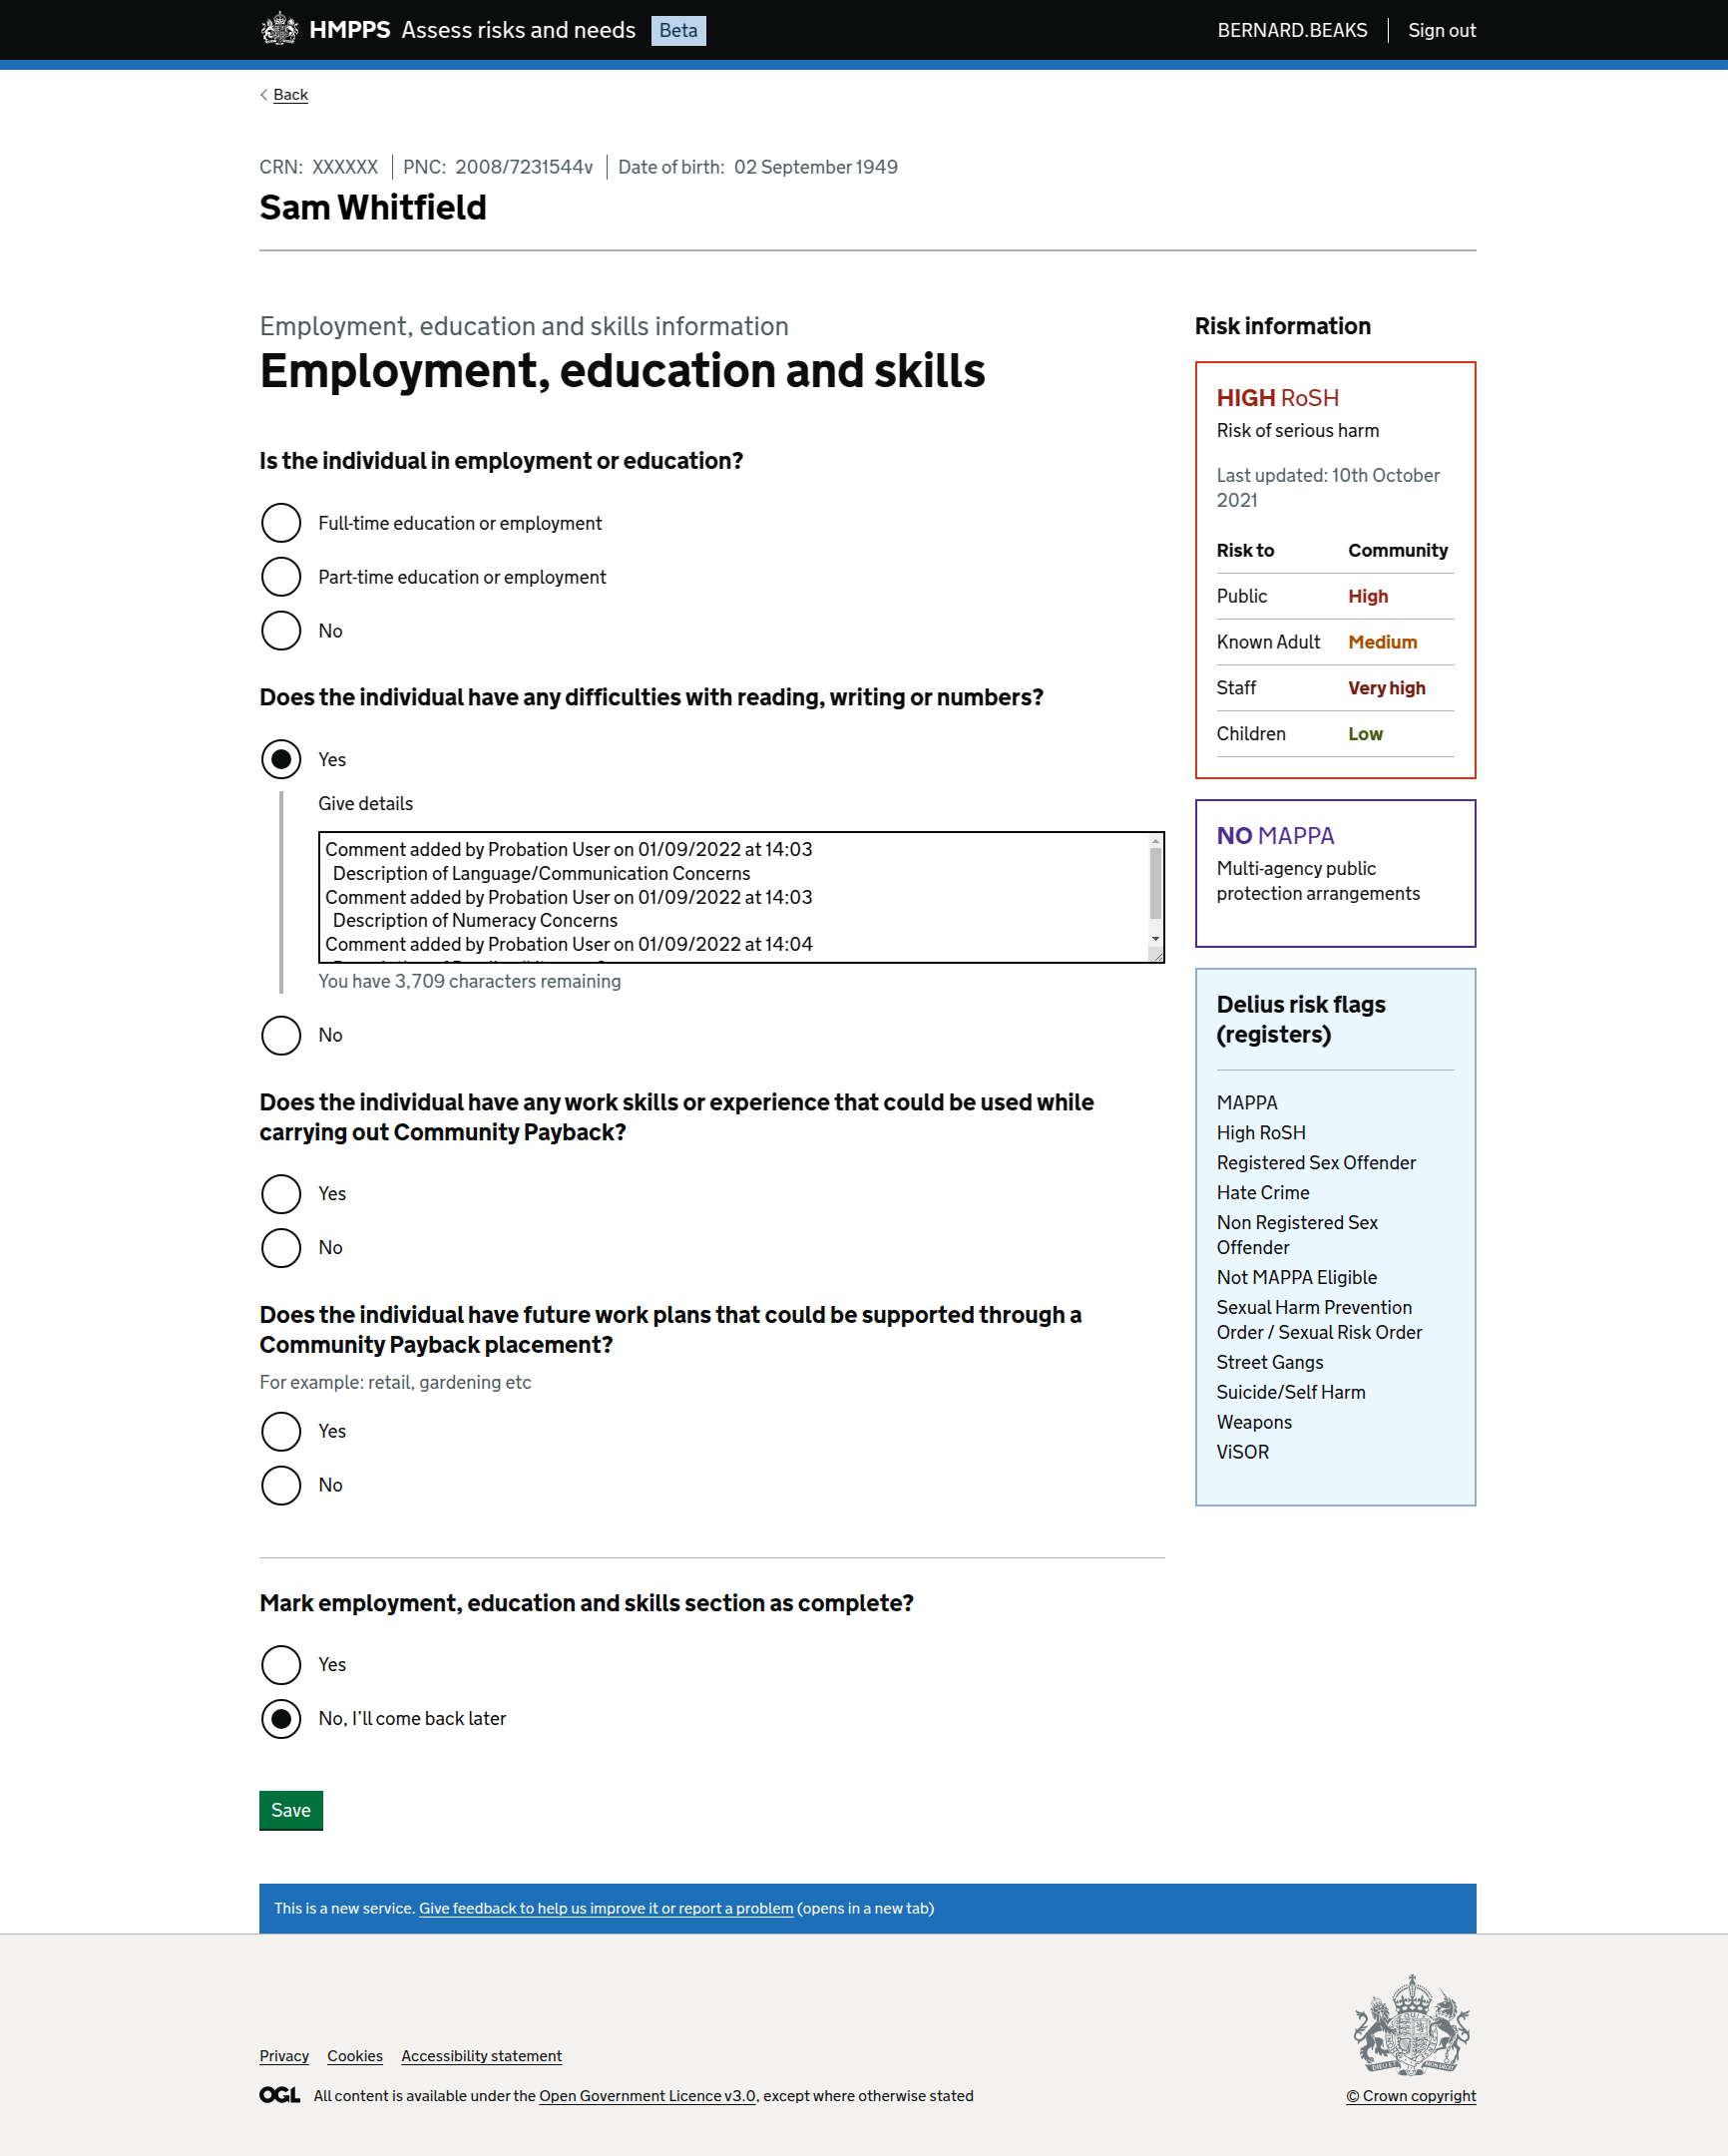 HMPPS Assess risks and needs Beta BERNARD.BEAKS Sign out
Back
CRN: XXXXXX PNC: 2008/7231544v Date of birth: 02 September 1949
Sam Whitfield
Employment, education and skills information
Employment, education and skills
Is the individual in employment or education?
Full-time education or employment
Part-time education or employment
No
Does the individual have any difficulties with reading, writing or numbers?
Yes
Give details
Comment added by Probation User on 01/09/2022 at 14:03
Description of Language/Communication Concerns
Comment added by Probation User on 01/09/2022 at 14:03
Description of Numeracy Concerns
Comment added by Probation User on 01/09/2022 at 14:04
You have 3,709 characters remaining
No
Does the individual have any work skills or experience that could be used while
carrying out Community Payback?
Yes
No
Does the individual have future work plans that could be supported through a
Community Payback placement?
For example: retail, gardening etc
Yes
No
Mark employment, education and skills section as complete?
Yes
No, I’ll come back later
Save
Risk information
HIGH RoSH
Risk of serious harm
Last updated: 10th October
2021
Risk to Community
Public High
Known Adult Medium
Staff Very high
Children Low
NO MAPPA
Multi-agency public
protection arrangements
Delius risk flags
(registers)
MAPPA
High RoSH
Registered Sex Offender
Hate Crime
Non Registered Sex
Offender
Not MAPPA Eligible
Sexual Harm Prevention
Order / Sexual Risk Order
Street Gangs
Suicide/Self Harm
Weapons
ViSOR
This is a new service. Give feedback to help us improve it or report a problem (opens in a new tab)
Privacy Cookies Accessibility statement
OGL All content is available under the Open Government Licence v3.0, except where otherwise stated
© Crown copyright